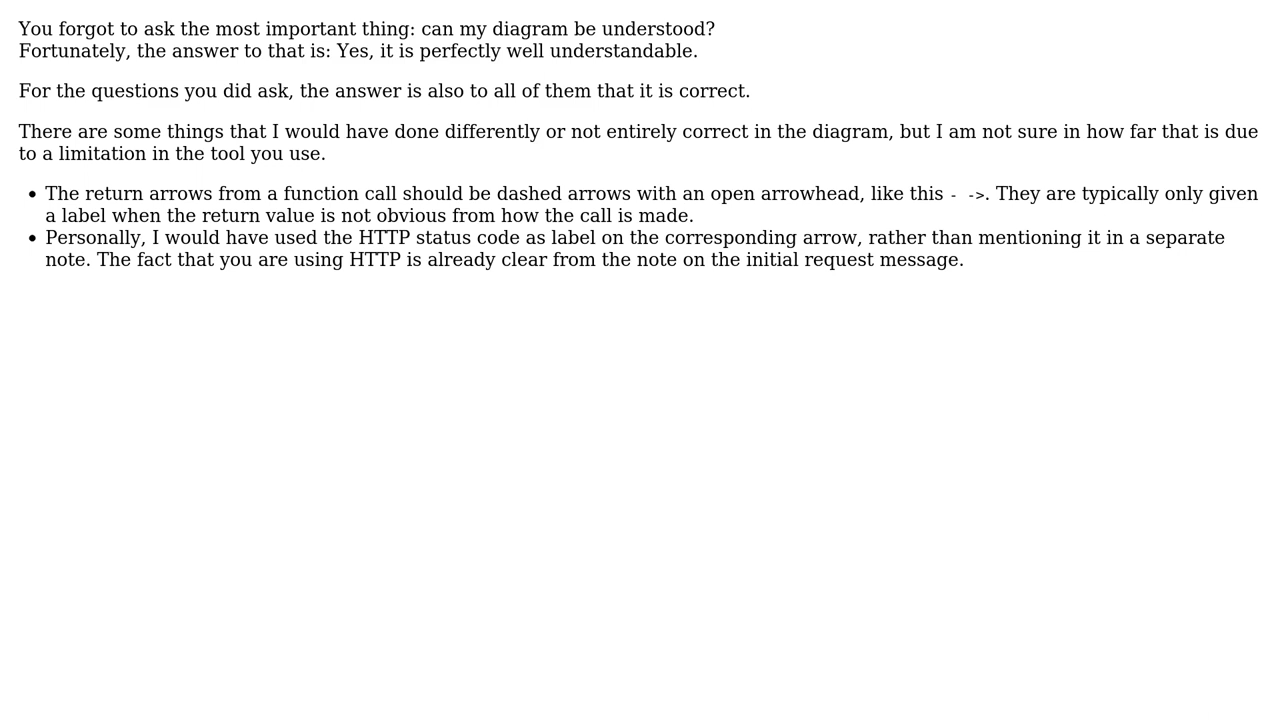 You forgot to ask the most important thing: can my diagram be understood?
Fortunately, the answer to that is: Yes, it is perfectly well understandable.
For the questions you did ask, the answer is also to all of them that it is correct.
There are some things that I would have done differently or not entirely correct in the diagram, but I am not sure in how far that is due
to a limitation in the tool you use.
• The return arrows from a function call should be dashed arrows with an open arrowhead, like this - ->. They are typically only given
a label when the return value is not obvious from how the call is made.
• Personally, I would have used the HTTP status code as label on the corresponding arrow, rather than mentioning it in a separate
note. The fact that you are using HTTP is already clear from the note on the initial request message.